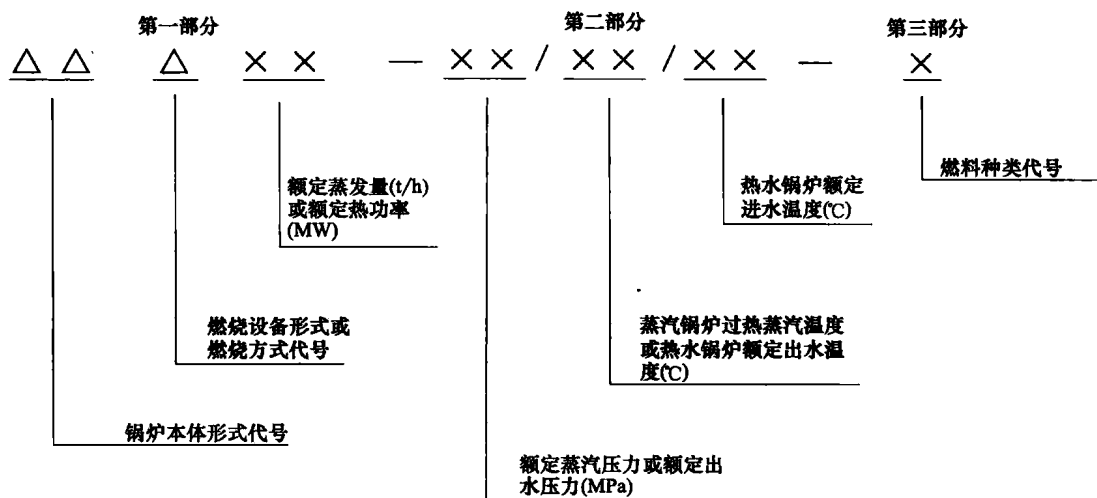 第一部分 第二部分 第三部分
△ △ △ × × — × × / × × / × × — ×
燃料种类代号
额定蒸发量(t/h)
或额定热功率
(MW)
热水锅炉额定
进水温度(℃)
燃烧设备形式或
燃烧方式代号
蒸汽锅炉过热蒸汽温度
或热水锅炉额定出水温
度(℃)
锅炉本体形式代号
额定蒸汽压力或额定出
水压力(MPa)